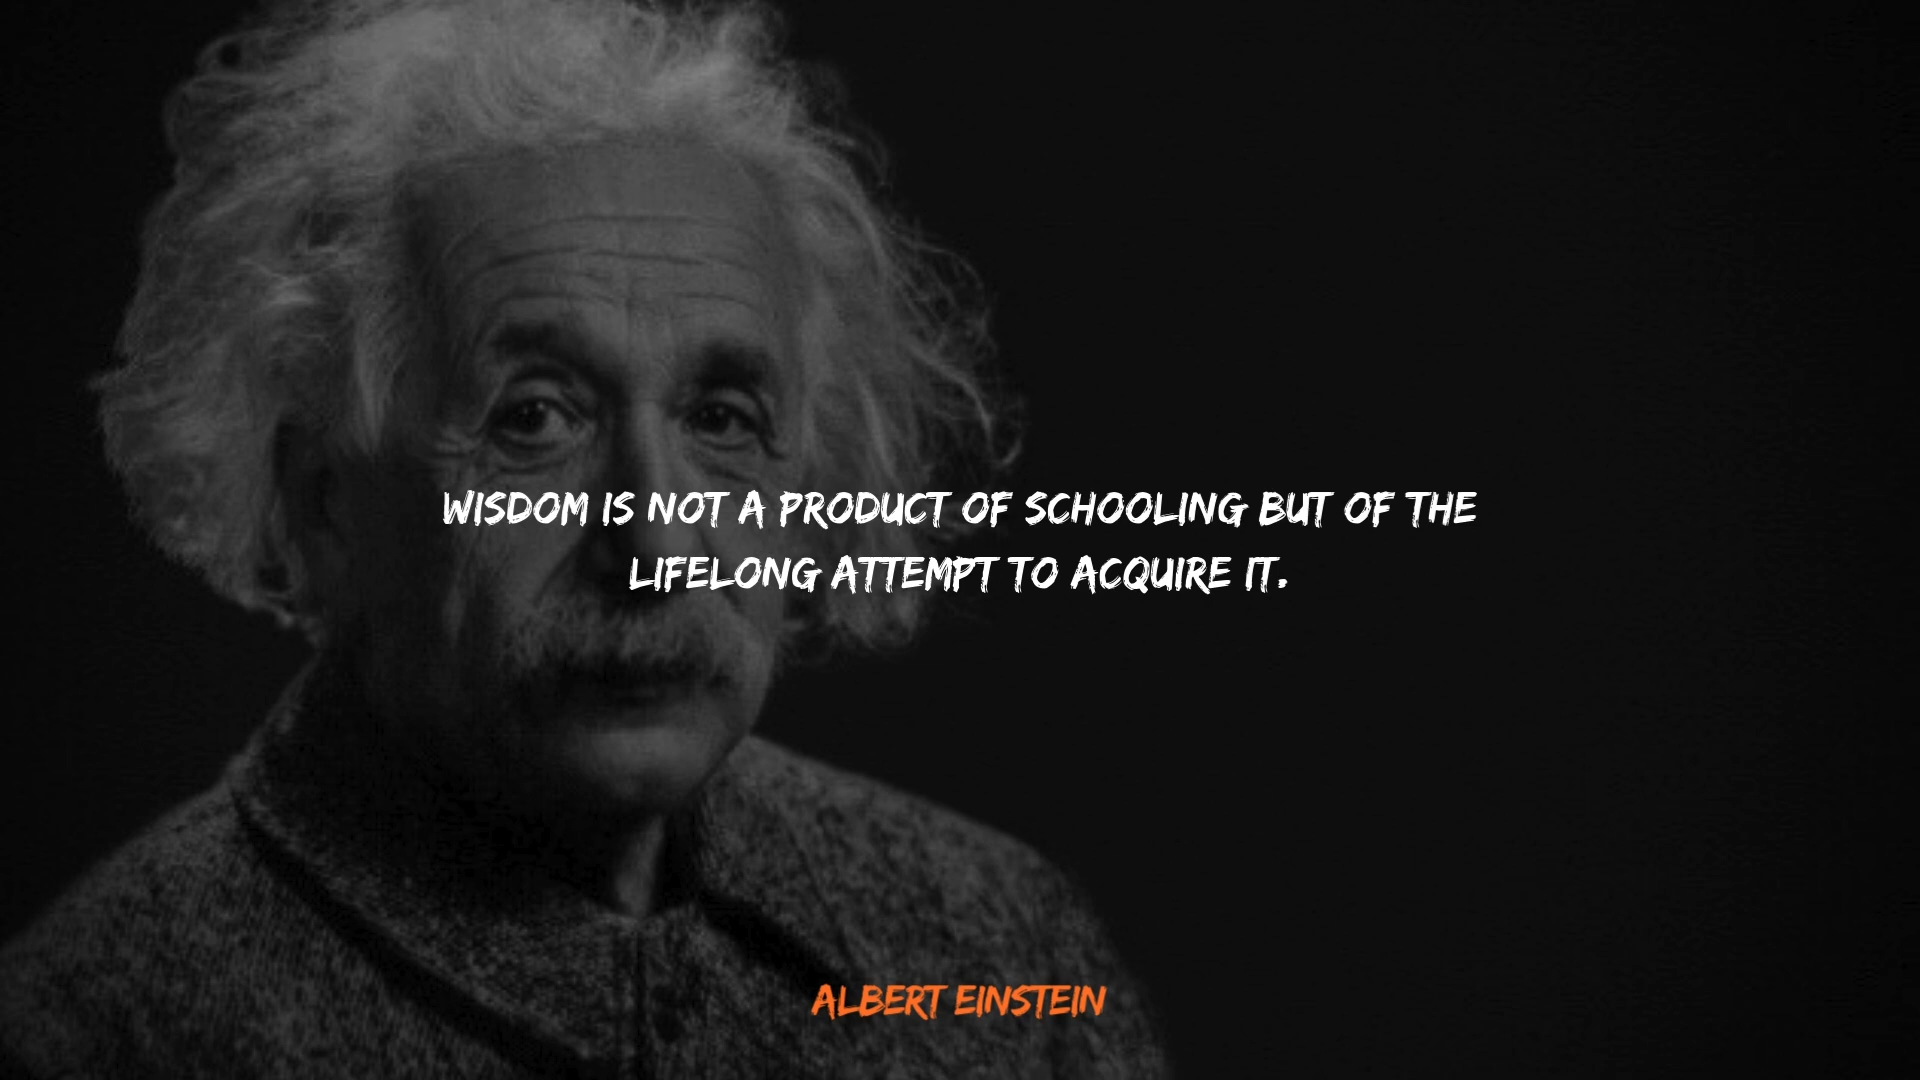 WISDOM IS NOT A PRODUCT OF SCHOOLING BUT OF THE
LIFELONG ATTEMPT TO ACQUIRE IT.
ALBERT EINSTEIN